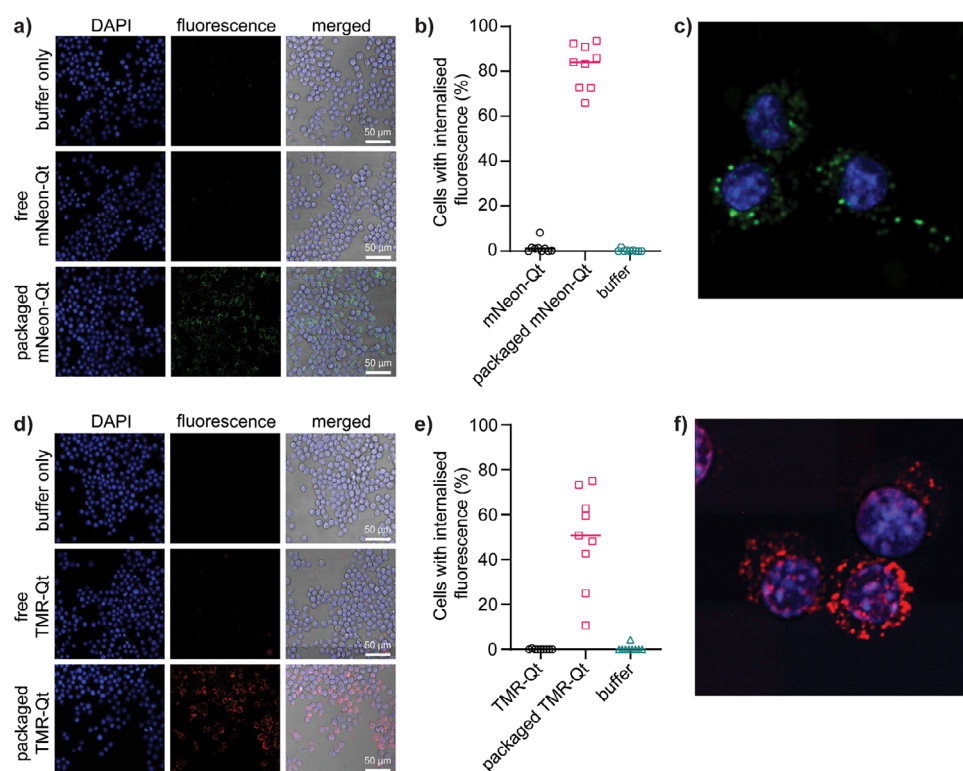 a)
DAPI
fluorescence
merged
buffer only
50 µm
free
mNeon-Qt
50 µm
packaged
mNeon-Qt
50 µm
b)
Cells with internalised
fluorescence (%)
100
80
60
40
20
0
mNeon-Qt
packaged mNeon-Qt
buffer
c)
d)
DAPI
fluorescence
merged
buffer only
50 µm
free
TMR-Qt
50 µm
packaged
TMR-Qt
50 µm
e)
Cells with internalised
fluorescence (%)
100
80
60
40
20
0
TMR-Qt
packaged TMR-Qt
buffer
f)